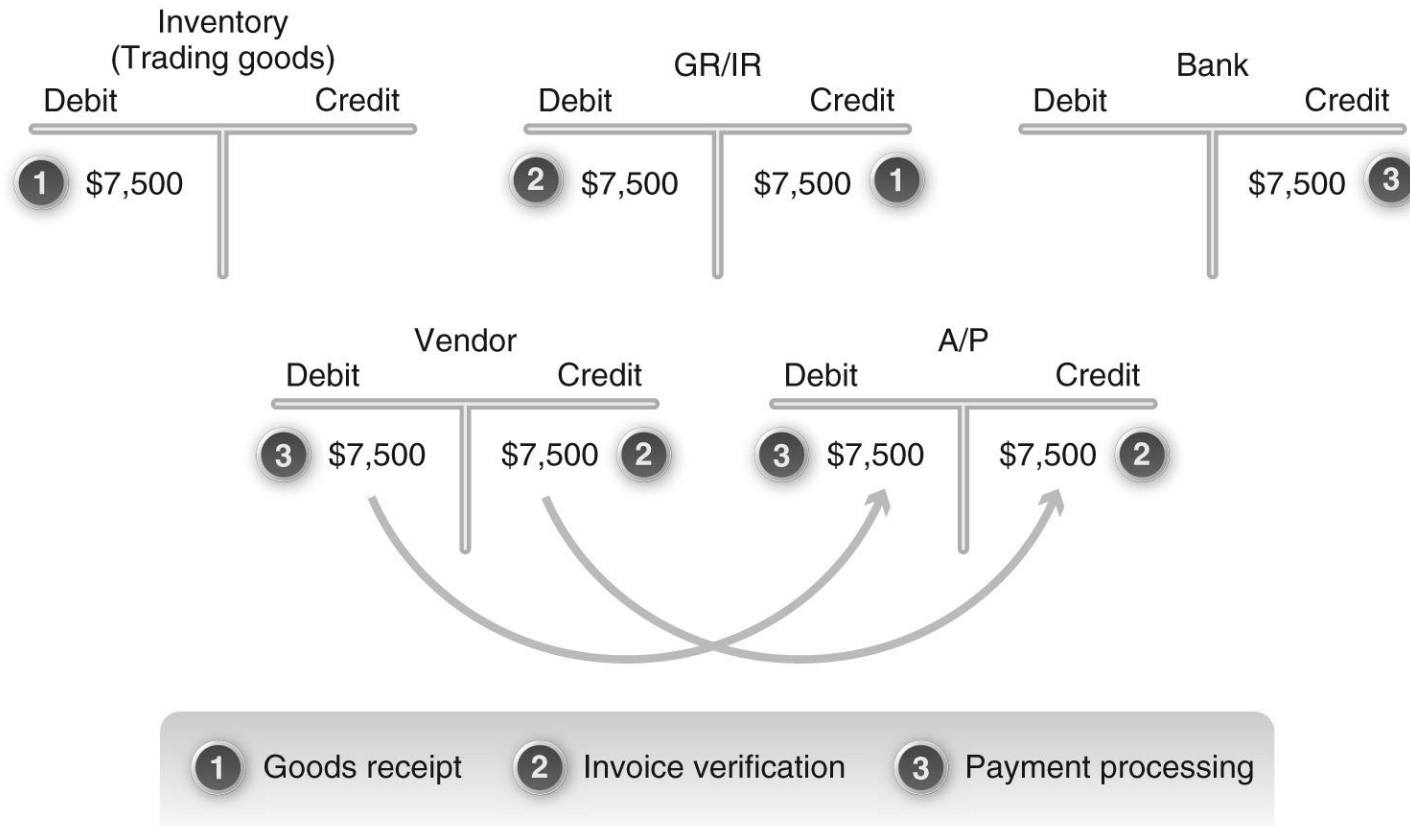 Inventory
(Trading goods)
Debit Credit
1 $7,500
GR/IR
Debit Credit
2 $7,500 $7,500 1
Bank
Debit Credit
$7,500 3
Vendor
Debit Credit
3 $7,500 $7,500 2
A/P
Debit Credit
3 $7,500 $7,500 2
1 Goods receipt 2 Invoice verification 3 Payment processing